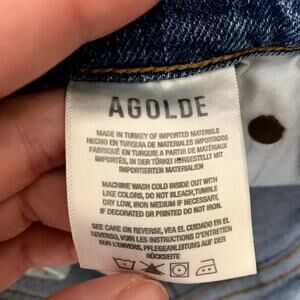 AGOLDE
MADE IN TURKEY OF IMPORTED MATERIALS
HECHO EN TURQUIA DE MATERIALES IMPORTADOS
FABRIQUÉ EN TURQUIE A PARTIR DE MATÉRIAUX
IMPORTÉS, IN DER TÜRKEI HERGESTELLT MIT
IMPORTIERTEN MATERIALIEN
MACHINE WASH COLD INSIDE OUT WITH
LIKE COLORS, DO NOT BLEACH, TUMBLE
DRY LOW, IRON MEDIUM IF NECESSARY,
IF DECORATED OR PRINTED DO NOT IRON.
SEE CARE ON REVERSE, VEA EL CUIDADO EN EL
REVERSO, VOIR LES INSTRUCTIONS D'ENTRETIEN
SUR L'ENVERS, PFLEGEANLEITUNG AUF DER
RÜCKSEITE